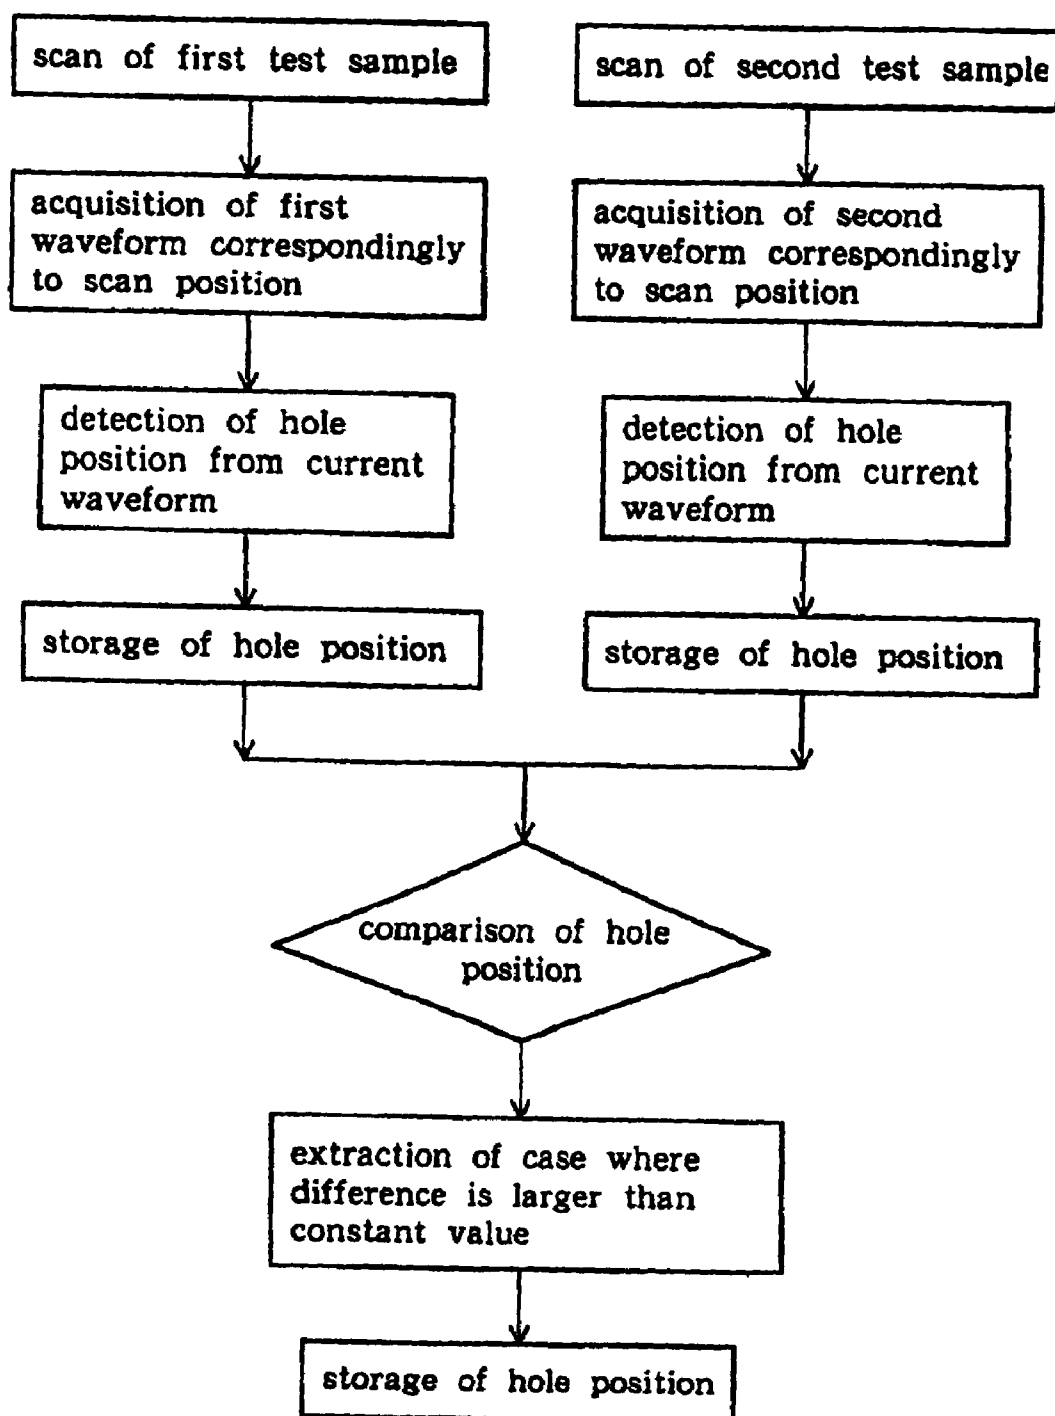 scan of first test sample
acquisition of first
waveform correspondingly
to scan position
detection of hole
position from current
waveform
storage of hole position
scan of second test sample
acquisition of second
waveform correspondingly
to scan position
detection of hole
position from current
waveform
storage of hole position
comparison of hole
position
extraction of case where
difference is larger than
constant value
storage of hole position